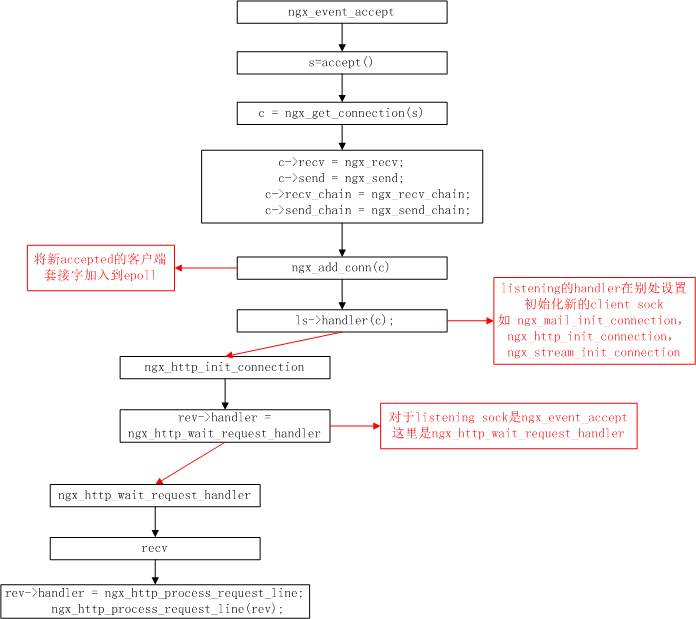 ngx_event_accept
s=accept()
c = ngx_get_connection(s)
c->recv = ngx_recv;
c->send = ngx_send;
c->recv_chain = ngx_recv_chain;
c->send_chain = ngx_send_chain;
将新accepted的客户端
套接字加入到epoll
ngx_add_conn(c)
listening的handler在别处设置
初始化新的client sock
如 ngx_mail_init_connection,
ngx_http_init_connection,
ngx_stream_init_connection
ls->handler(c);
ngx_http_init_connection
rev->handler =
ngx_http_wait_request_handler
对于listening sock是ngx_event_accept
这里是ngx_http_wait_request_handler
ngx_http_wait_request_handler
recv
rev->handler = ngx_http_process_request_line;
ngx_http_process_request_line(rev);